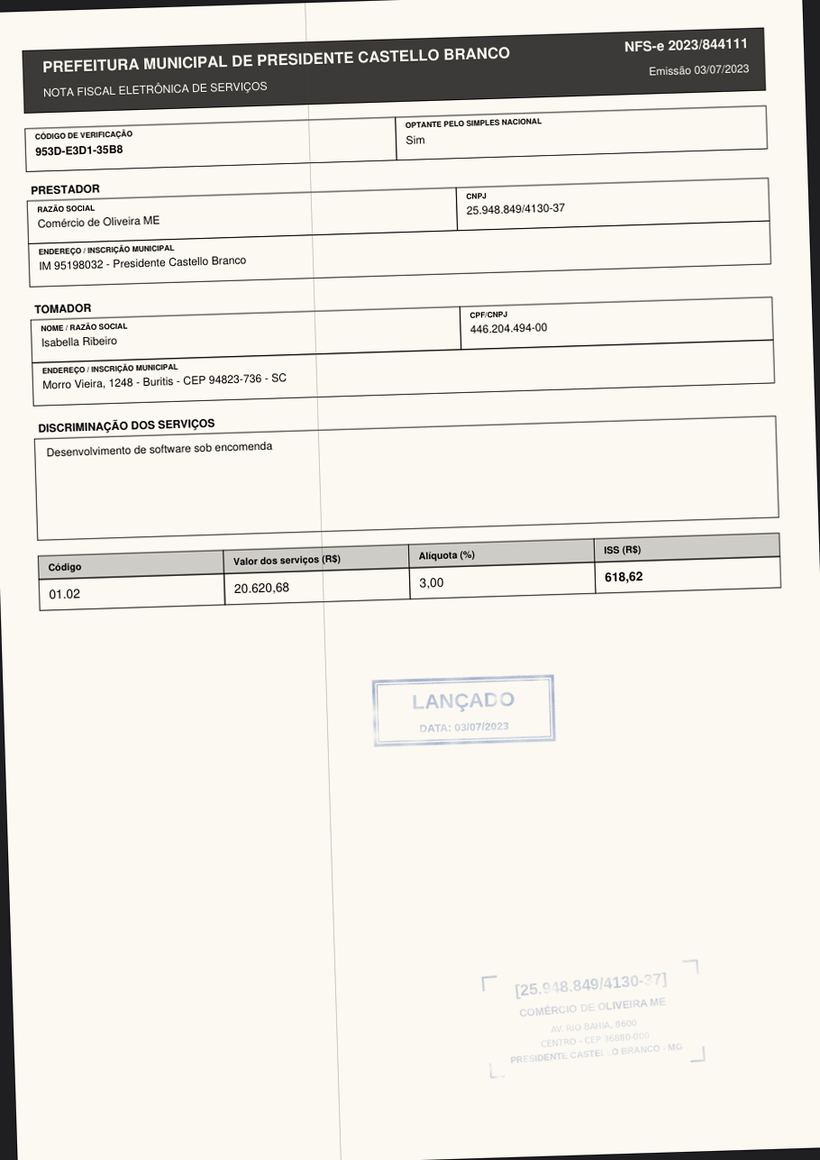 PREFEITURA MUNICIPAL DE PRESIDENTE CASTELLO BRANCO
NFS-e 2023/844111
NOTA FISCAL ELETRÔNICA DE SERVIÇOS
Emissão 03/07/2023
CÓDIGO DE VERIFICAÇÃO
953D-E3D1-35B8
OPTANTE PELO SIMPLES NACIONAL
Sim
PRESTADOR
RAZÃO SOCIAL
Comércio de Oliveira ME
CNPJ
25.948.849/4130-37
ENDEREÇO / INSCRIÇÃO MUNICIPAL
IM 95198032 - Presidente Castello Branco
TOMADOR
NOME / RAZÃO SOCIAL
Isabella Ribeiro
CPF/CNPJ
446.204.494-00
ENDEREÇO / INSCRIÇÃO MUNICIPAL
Morro Vieira, 1248 - Buritis - CEP 94823-736 - SC
DISCRIMINAÇÃO DOS SERVIÇOS
Desenvolvimento de software sob encomenda
Código Valor dos serviços (R$) Alíquota (%) ISS (R$)
01.02 20.620,68 3,00 618,62
LANÇADO
DATA: 03/07/2023
[25.948.849/4130-37]
COMÉRCIO DE OLIVEIRA ME
AV. RIO BAHIA, 8600
CENTRO - CEP 36880-000
PRESIDENTE CASTELLO BRANCO - MG